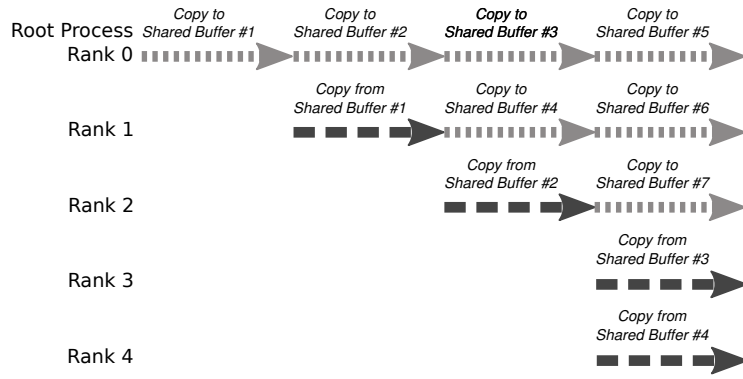 Copy to
Shared Buffer #1
Copy to
Shared Buffer #2
Copy to
Shared Buffer #3
Copy to
Shared Buffer #5
Root Process
Rank 0
Copy from
Shared Buffer #1
Copy to
Shared Buffer #4
Copy to
Shared Buffer #6
Rank 1
Copy from
Shared Buffer #2
Copy to
Shared Buffer #7
Rank 2
Copy from
Shared Buffer #3
Rank 3
Copy from
Shared Buffer #4
Rank 4